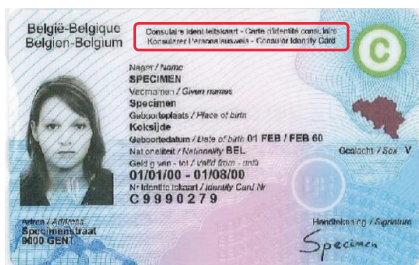 België-Belgique
Belgien-Belgium
Consulaire identiteitskaart - Carte d'identité consulaire
Konsularer Personalausweis - Consular Identity Card
C
Naam / Name
SPECIMEN
Voornamen / Given names
Specimen
Geboorteplaats / Place of birth
Koksijde
Geboortedatum / Date of birth 01 FEB / FEB 60
Nationaliteit / Nationality BEL
Geslacht / Sex V
Geldig van - tot / Valid from - until
01/01/00 - 01/08/00
Nr Identiteitskaart / Identity Card Nr
C9990279
Adres / Address
Specimenstraat
9000 GENT
Handtekening / Signature
Specimen